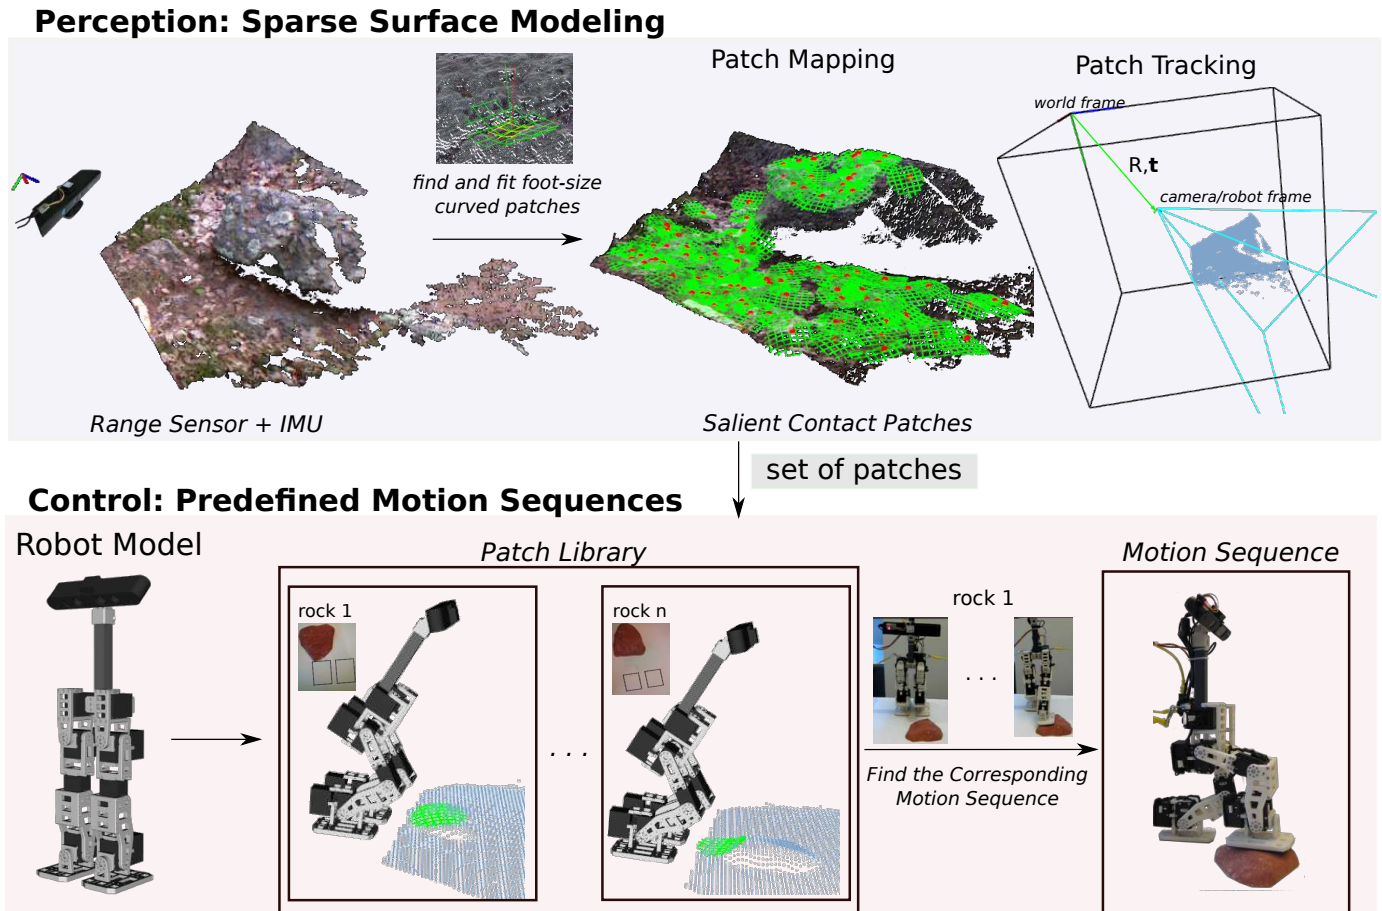 Perception: Sparse Surface Modeling
Patch Mapping
Patch Tracking
world frame
find and fit foot-size
curved patches
R,t
camera/robot frame
Range Sensor + IMU
Salient Contact Patches
set of patches
Control: Predefined Motion Sequences
Robot Model
Patch Library
Motion Sequence
rock 1
. . .
rock n
rock 1
. . .
Find the Corresponding
Motion Sequence